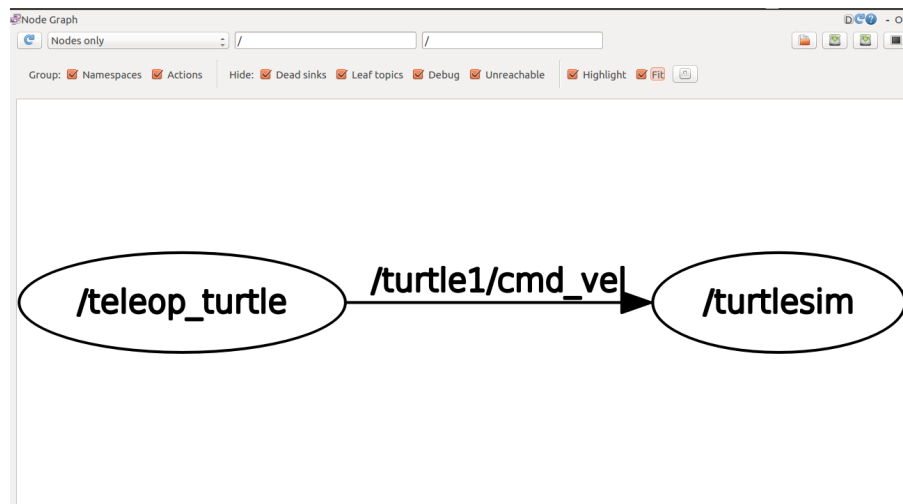 Node Graph
D - O
Nodes only / /
Group: Namespaces Actions Hide: Dead sinks Leaf topics Debug Unreachable Highlight Fit
/turtle1/cmd_vel
/teleop_turtle /turtlesim